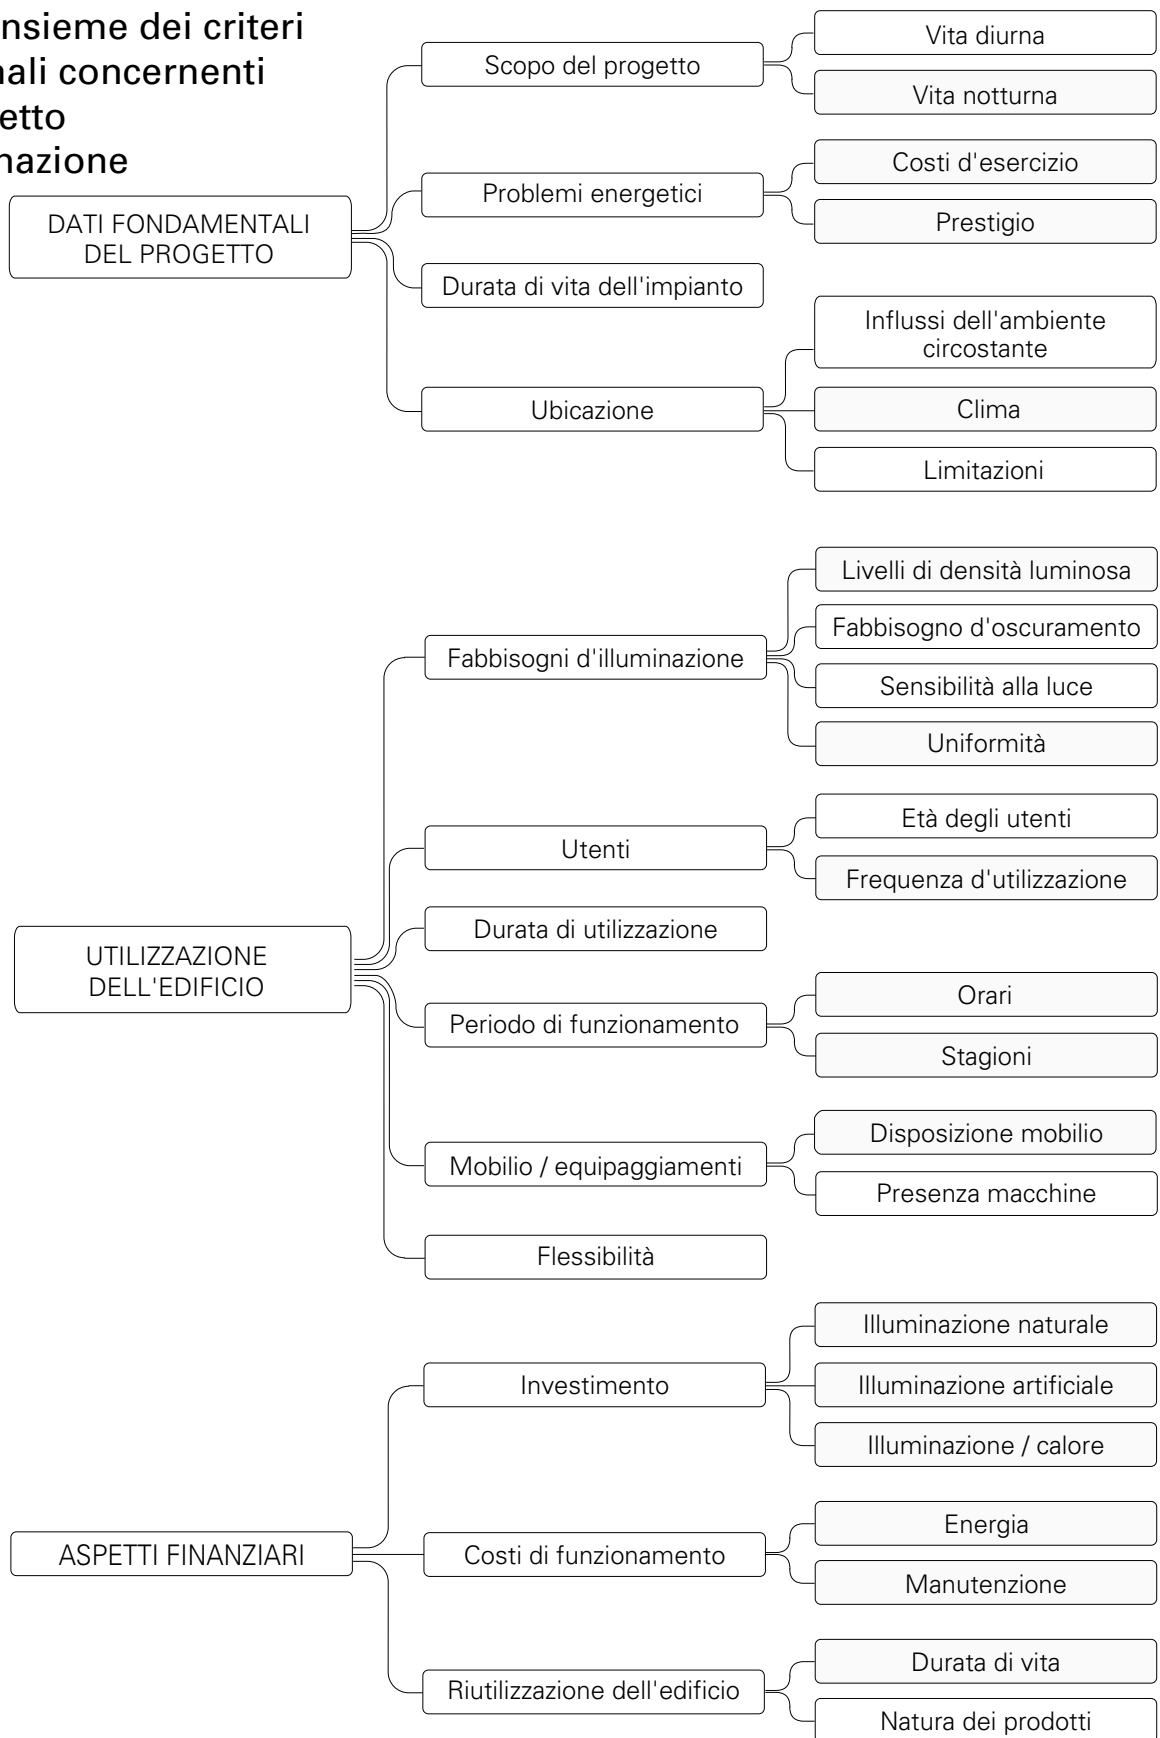 nsieme dei criteri
nali concernenti
etto
nazione
DATI FONDAMENTALI
DEL PROGETTO
Scopo del progetto
Vita diurna
Vita notturna
Problemi energetici
Costi d'esercizio
Prestigio
Durata di vita dell'impianto
Ubicazione
Influssi dell'ambiente
circostante
Clima
Limitazioni
UTILIZZAZIONE
DELL'EDIFICIO
Fabbisogni d'illuminazione
Livelli di densità luminosa
Fabbisogno d'oscuramento
Sensibilità alla luce
Uniformità
Utenti
Età degli utenti
Frequenza d'utilizzazione
Durata di utilizzazione
Periodo di funzionamento
Orari
Stagioni
Mobilio / equipaggiamenti
Disposizione mobilio
Presenza macchine
Flessibilità
ASPETTI FINANZIARI
Investimento
Illuminazione naturale
Illuminazione artificiale
Illuminazione / calore
Costi di funzionamento
Energia
Manutenzione
Riutilizzazione dell'edificio
Durata di vita
Natura dei prodotti